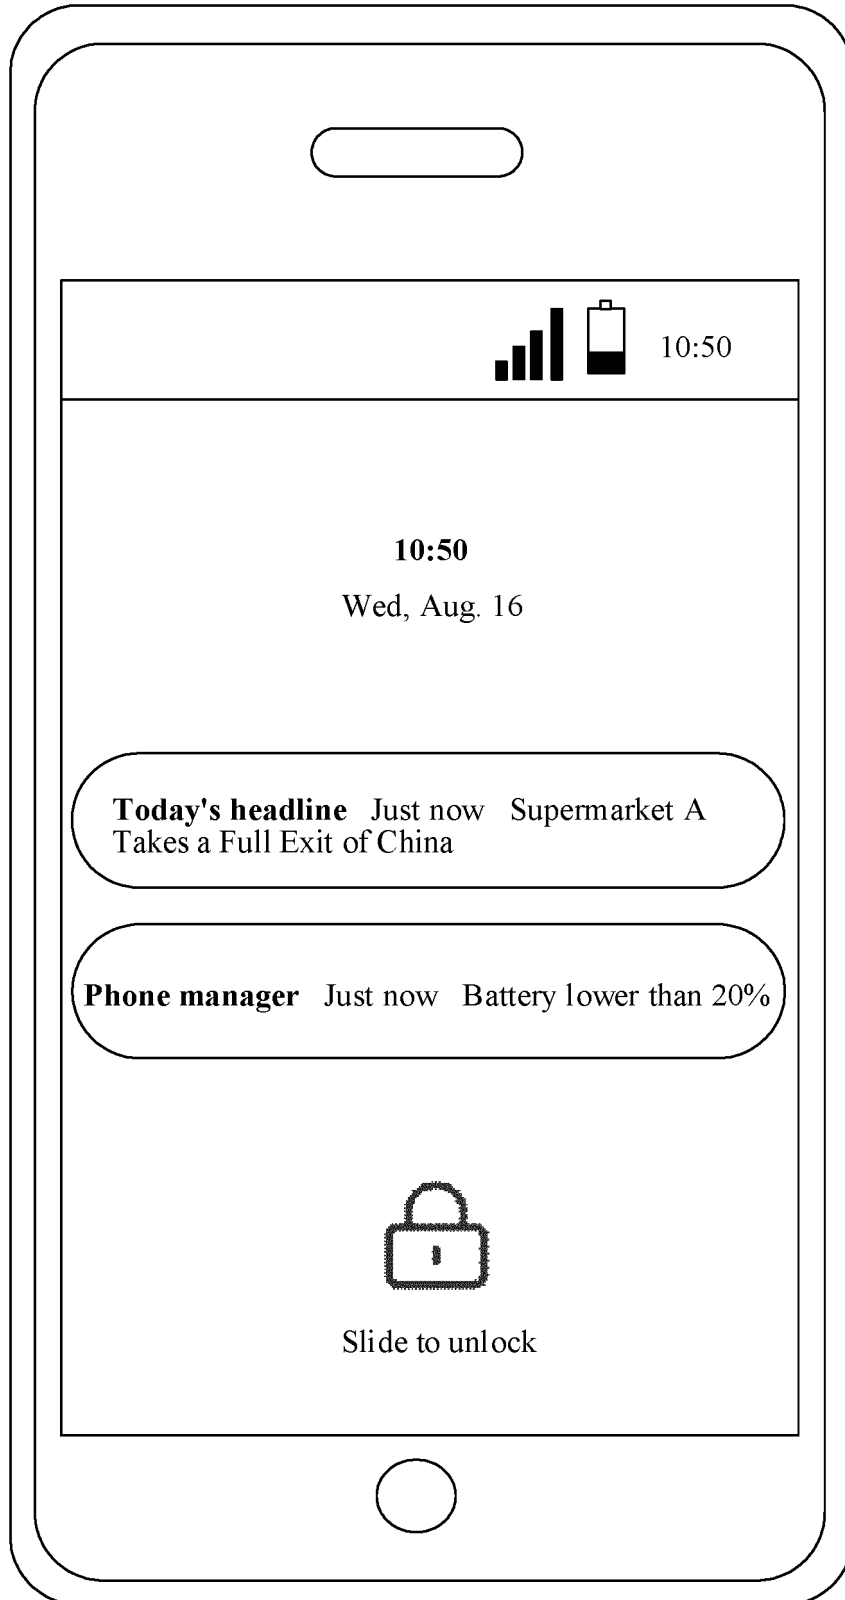 10:50
10:50
Wed, Aug. 16
Today's headline Just now Supermarket A
Takes a Full Exit of China
Phone manager Just now Battery lower than 20%
Slide to unlock